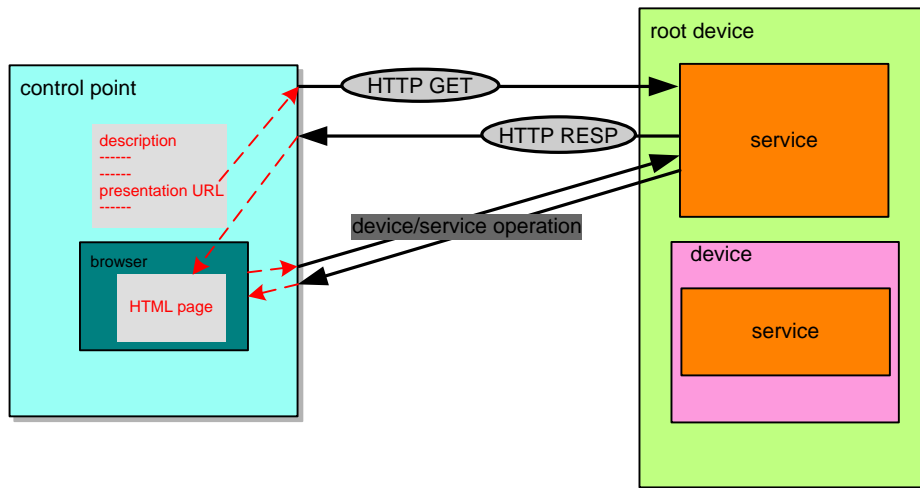 root device
control point
HTTP GET
HTTP RESP
service
description
------
------
presentation URL
------
device/service operation
browser
HTML page
device
service